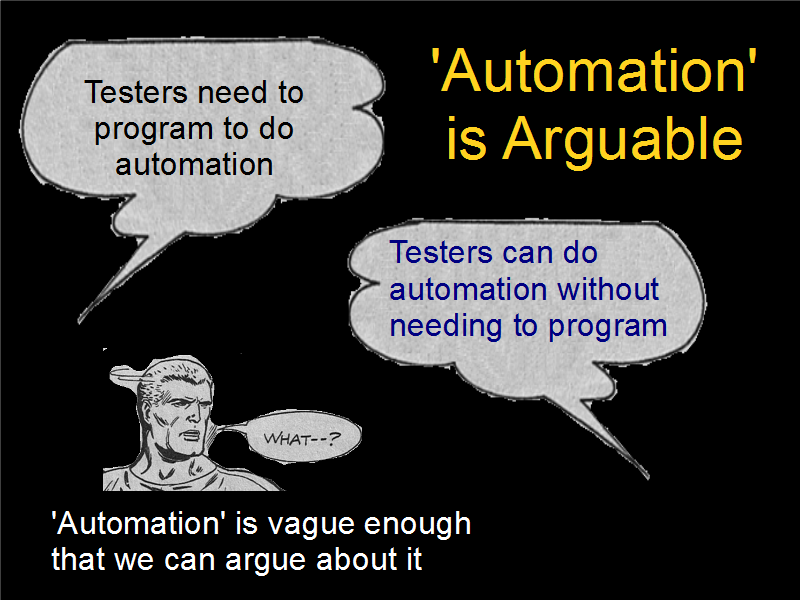 'Automation'
is Arguable
Testers need to
program to do
automation
Testers can do
automation without
needing to program
WHAT--?
'Automation' is vague enough
that we can argue about it